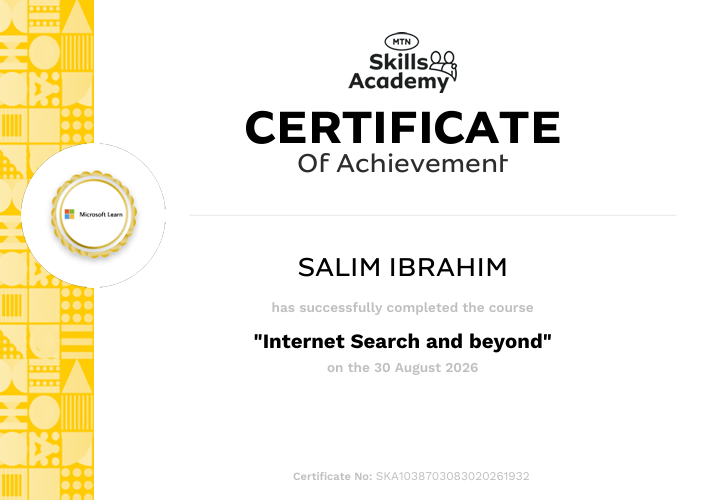 MTN
Skills
Academy
CERTIFICATE
Of Achievement
Microsoft Learn
SALIM IBRAHIM
has successfully completed the course
"Internet Search and beyond"
on the 30 August 2026
Certificate No: SKA1038703083020261932